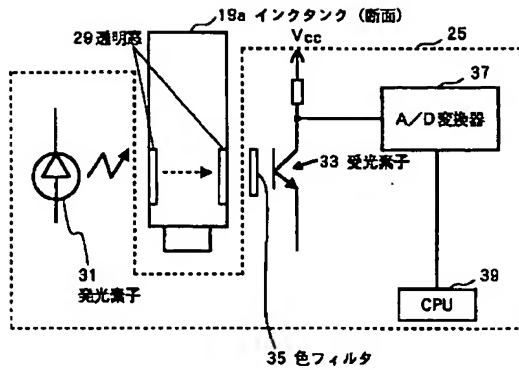 19a インクタンク (断面)
29 透明窓
Vcc
25
37
A/D変換器
33 受光素子
31
発光素子
39
CPU
35 色フィルタ